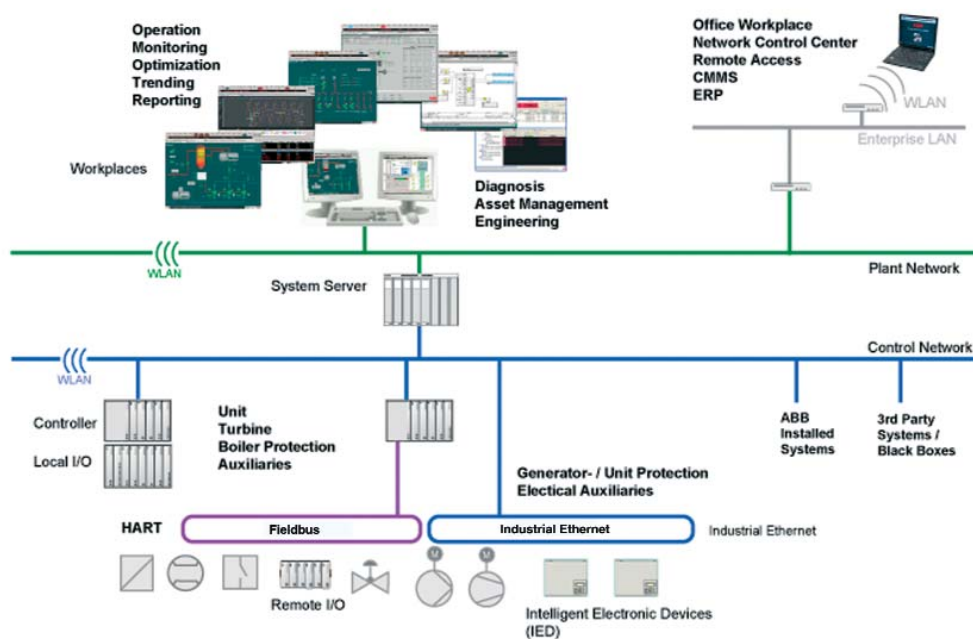 Operation
Monitoring
Optimization
Trending
Reporting
Office Workplace
Network Control Center
Remote Access
CMMS
ERP
WLAN
Enterprise LAN
Workplaces
Diagnosis
Asset Management
Engineering
WLAN
Plant Network
System Server
Control Network
WLAN
Controller
Local I/O
Unit
Turbine
Boiler Protection
Auxiliaries
ABB
Installed
Systems
3rd Party
Systems /
Black Boxes
Generator- / Unit Protection
Electical Auxiliaries
HART
Fieldbus
Industrial Ethernet
Industrial Ethernet
M
M
Remote I/O
Intelligent Electronic Devices
(IED)